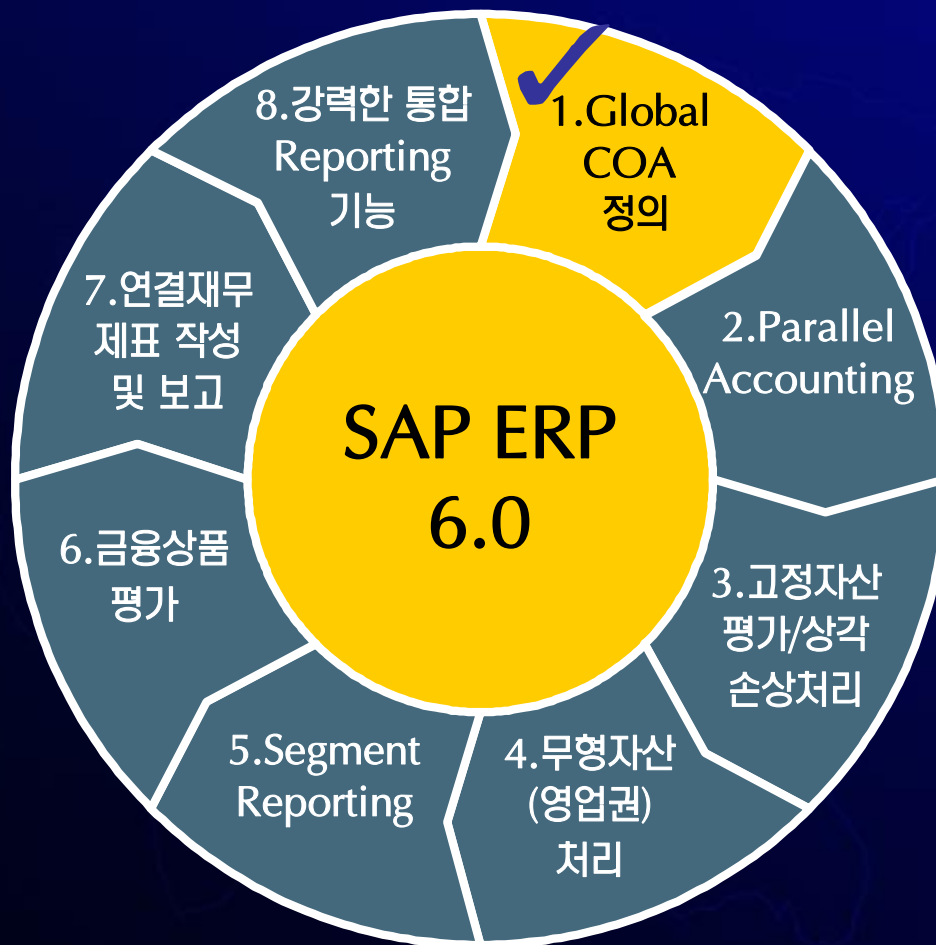 1.Global
COA
정의
2.Parallel
Accounting
3.고정자산
평가/상각
손상처리
4.무형자산
(영업권)
처리
5.Segment
Reporting
6.금융상품
평가
7.연결재무
제표 작성
및 보고
8.강력한 통합
Reporting
기능
SAP ERP
6.0